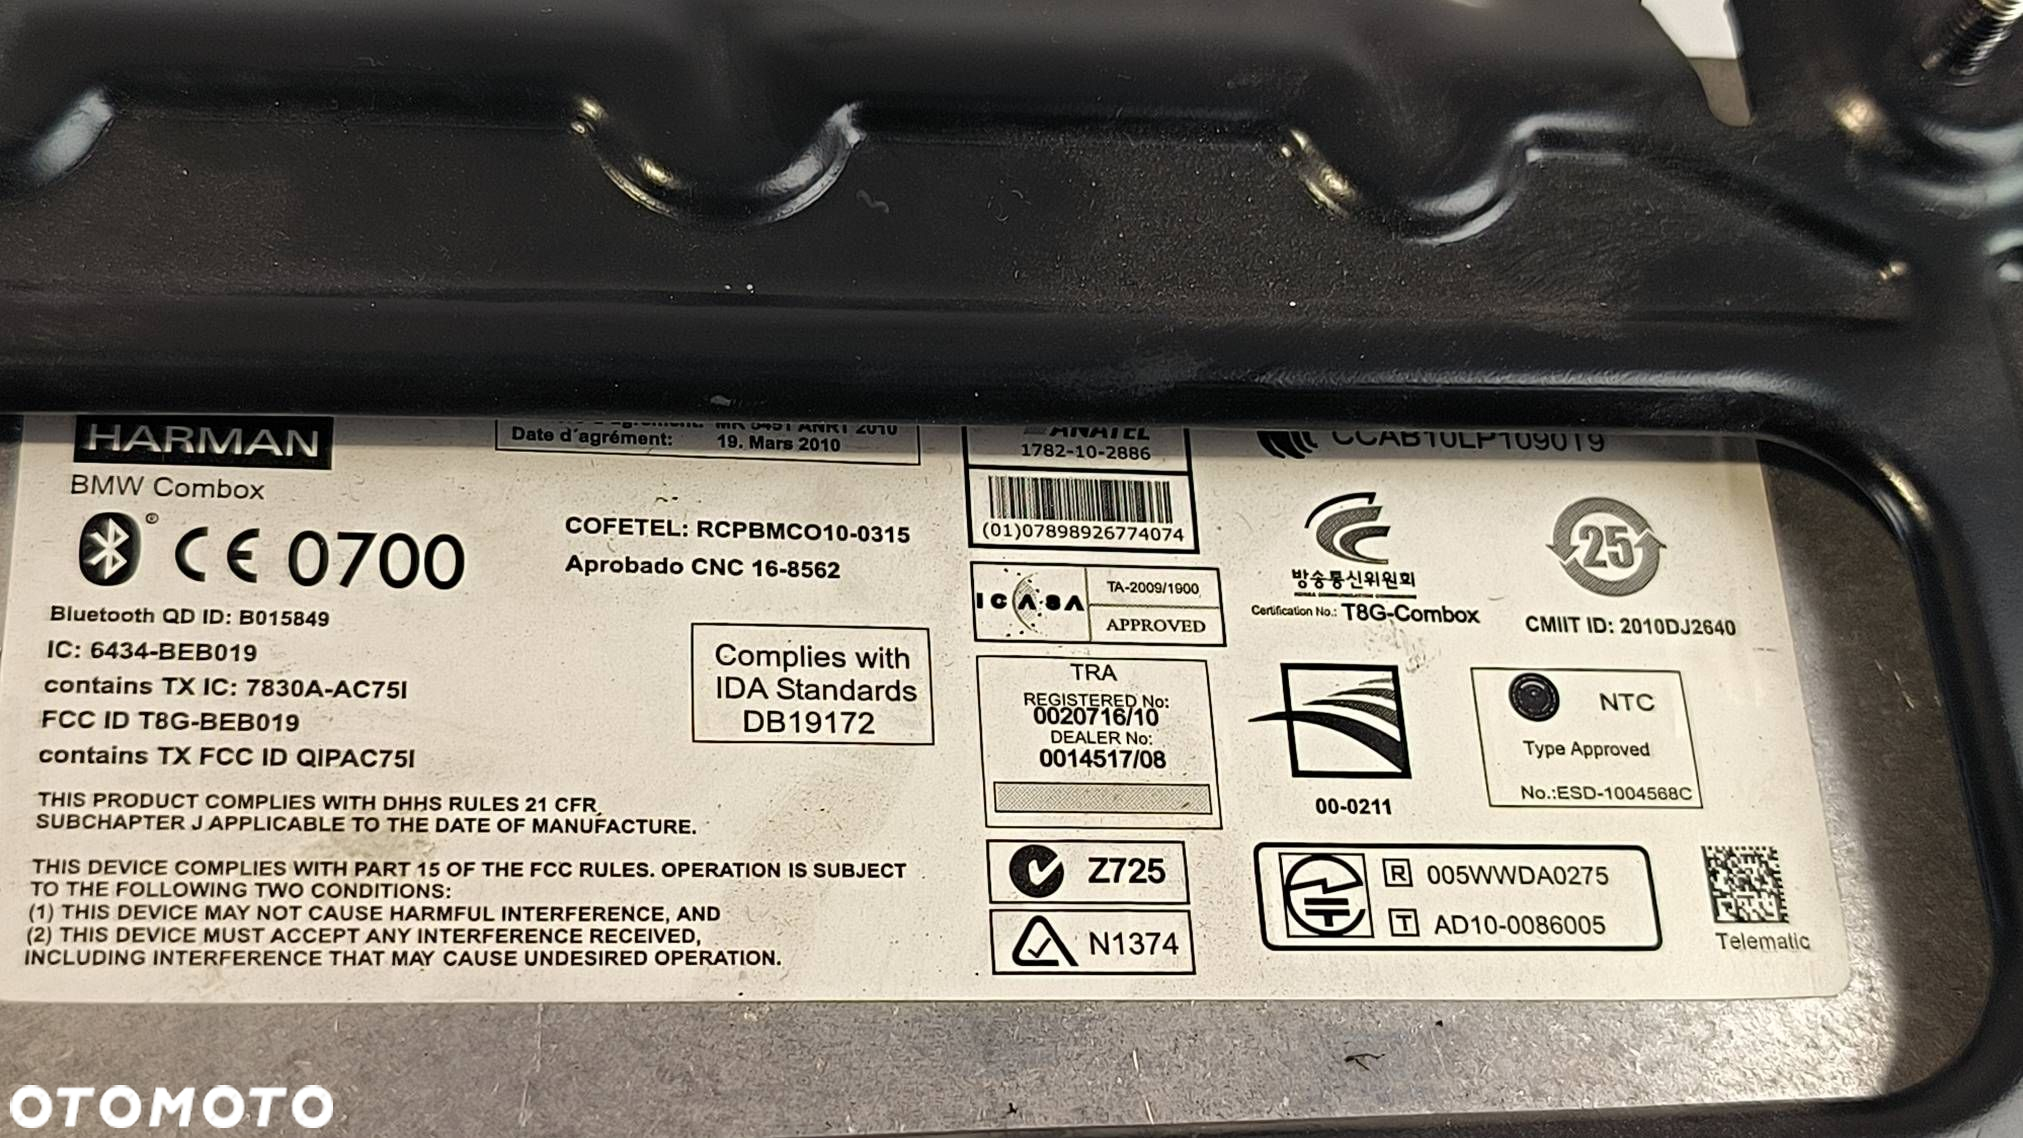 HARMAN
BMW Combox
CE 0700
Bluetooth QD ID: B015849
IC: 6434-BEB019
contains TX IC: 7830A-AC75I
FCC ID T8G-BEB019
contains TX FCC ID QIPAC75I
THIS PRODUCT COMPLIES WITH DHHS RULES 21 CFR
SUBCHAPTER J APPLICABLE TO THE DATE OF MANUFACTURE.
THIS DEVICE COMPLIES WITH PART 15 OF THE FCC RULES. OPERATION IS SUBJECT
TO THE FOLLOWING TWO CONDITIONS:
(1) THIS DEVICE MAY NOT CAUSE HARMFUL INTERFERENCE, AND
(2) THIS DEVICE MUST ACCEPT ANY INTERFERENCE RECEIVED,
INCLUDING INTERFERENCE THAT MAY CAUSE UNDESIRED OPERATION.
ANRT 2010
Date d'agrément: 19. Mars 2010
COFETEL: RCPBMCO10-0315
Aprobado CNC 16-8562
Complies with
IDA Standards
DB19172
ANATEL
1782-10-2886
(01)07898926774074
ICASA
TA-2009/1900
APPROVED
TRA
REGISTERED No:
0020716/10
DEALER No:
0014517/08
Z725
N1374
CCAB10LP1090T9
방송통신위원회
Certification No.: T8G-Combox
25
CMIIT ID: 2010DJ2640
00-0211
NTC
Type Approved
No.:ESD-1004568C
R 005WWDA0275
T AD10-0086005
Telematic
OTOMOTO